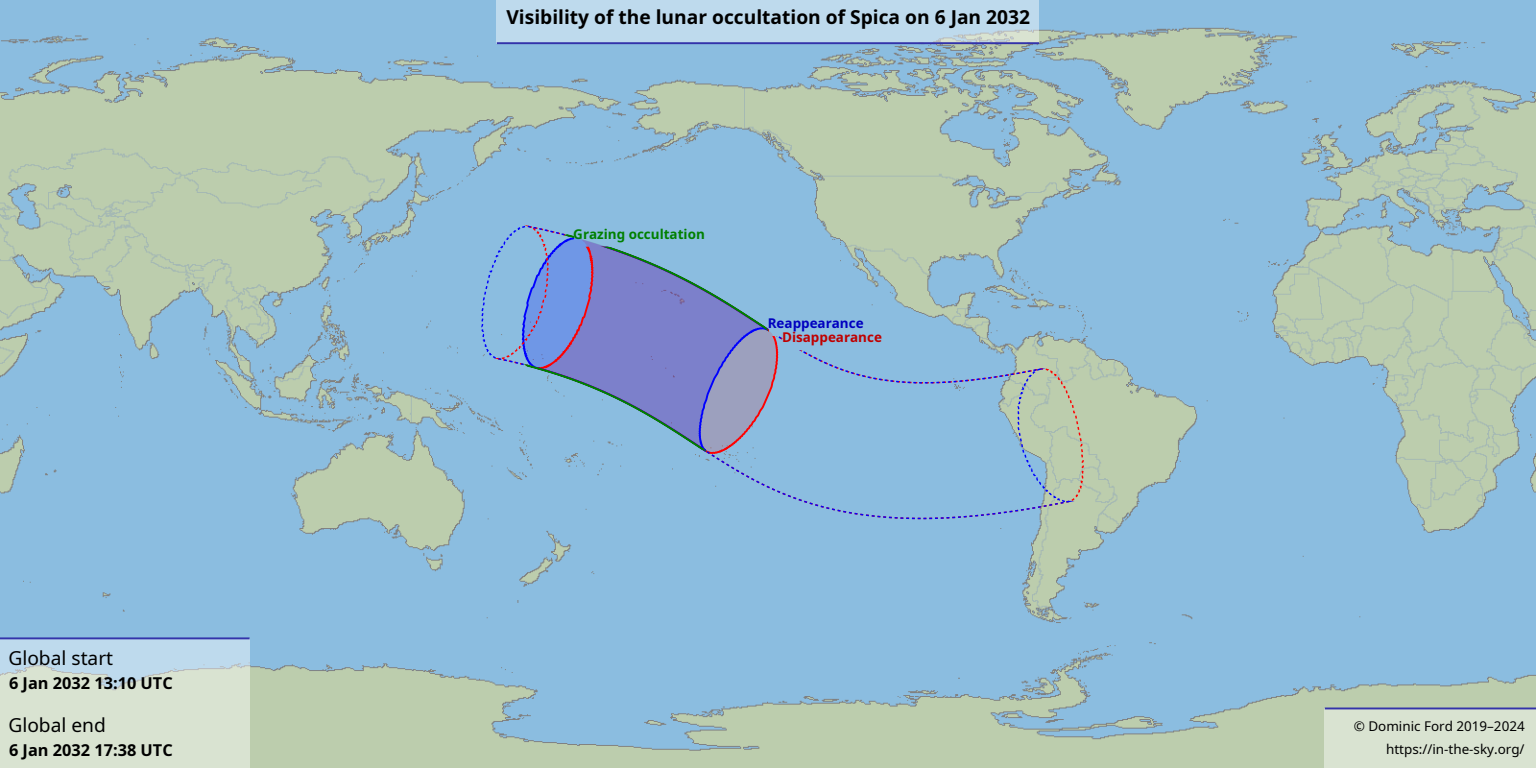 Visibility of the lunar occultation of Spica on 6 Jan 2032
Grazing occultation
Reappearance
Disappearance
Global start
6 Jan 2032 13:10 UTC
Global end
6 Jan 2032 17:38 UTC
© Dominic Ford 2019–2024
https://in-the-sky.org/